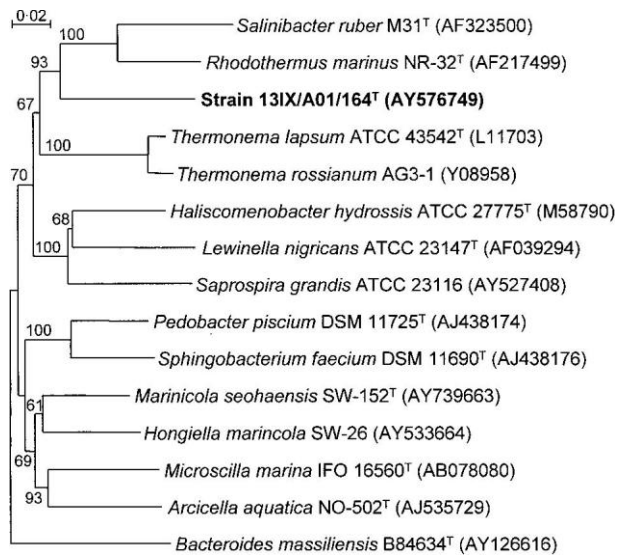 0·02
100
Salinibacter ruber M31ᵀ (AF323500)
93
Rhodothermus marinus NR-32ᵀ (AF217499)
67
Strain 13IX/A01/164ᵀ (AY576749)
100
Thermonema lapsum ATCC 43542ᵀ (L11703)
70
Thermonema rossianum AG3-1 (Y08958)
68
Haliscomenobacter hydrossis ATCC 27775ᵀ (M58790)
100
Lewinella nigricans ATCC 23147ᵀ (AF039294)
Saprospira grandis ATCC 23116 (AY527408)
100
Pedobacter piscium DSM 11725ᵀ (AJ438174)
Sphingobacterium faecium DSM 11690ᵀ (AJ438176)
61
Marinicola seohaensis SW-152ᵀ (AY739663)
Hongiella marincola SW-26 (AY533664)
69
Microscilla marina IFO 16560ᵀ (AB078080)
93
Arcicella aquatica NO-502ᵀ (AJ535729)
Bacteroides massiliensis B84634ᵀ (AY126616)